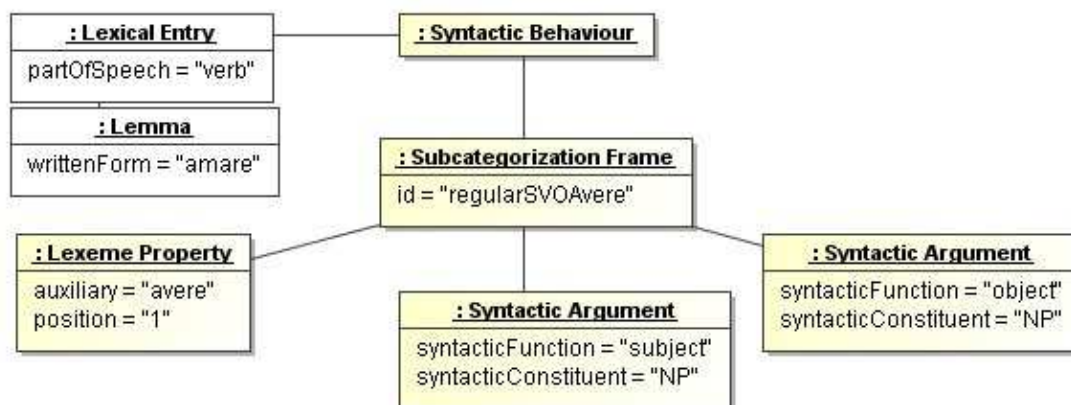 : Lexical Entry
partOfSpeech = "verb"
: Lemma
writtenForm = "amare"
: Syntactic Behaviour
: Subcategorization Frame
id = "regularSVOAvere"
: Lexeme Property
auxiliary = "avere"
position = "1"
: Syntactic Argument
syntacticFunction = "subject"
syntacticConstituent = "NP"
: Syntactic Argument
syntacticFunction = "object"
syntacticConstituent = "NP"